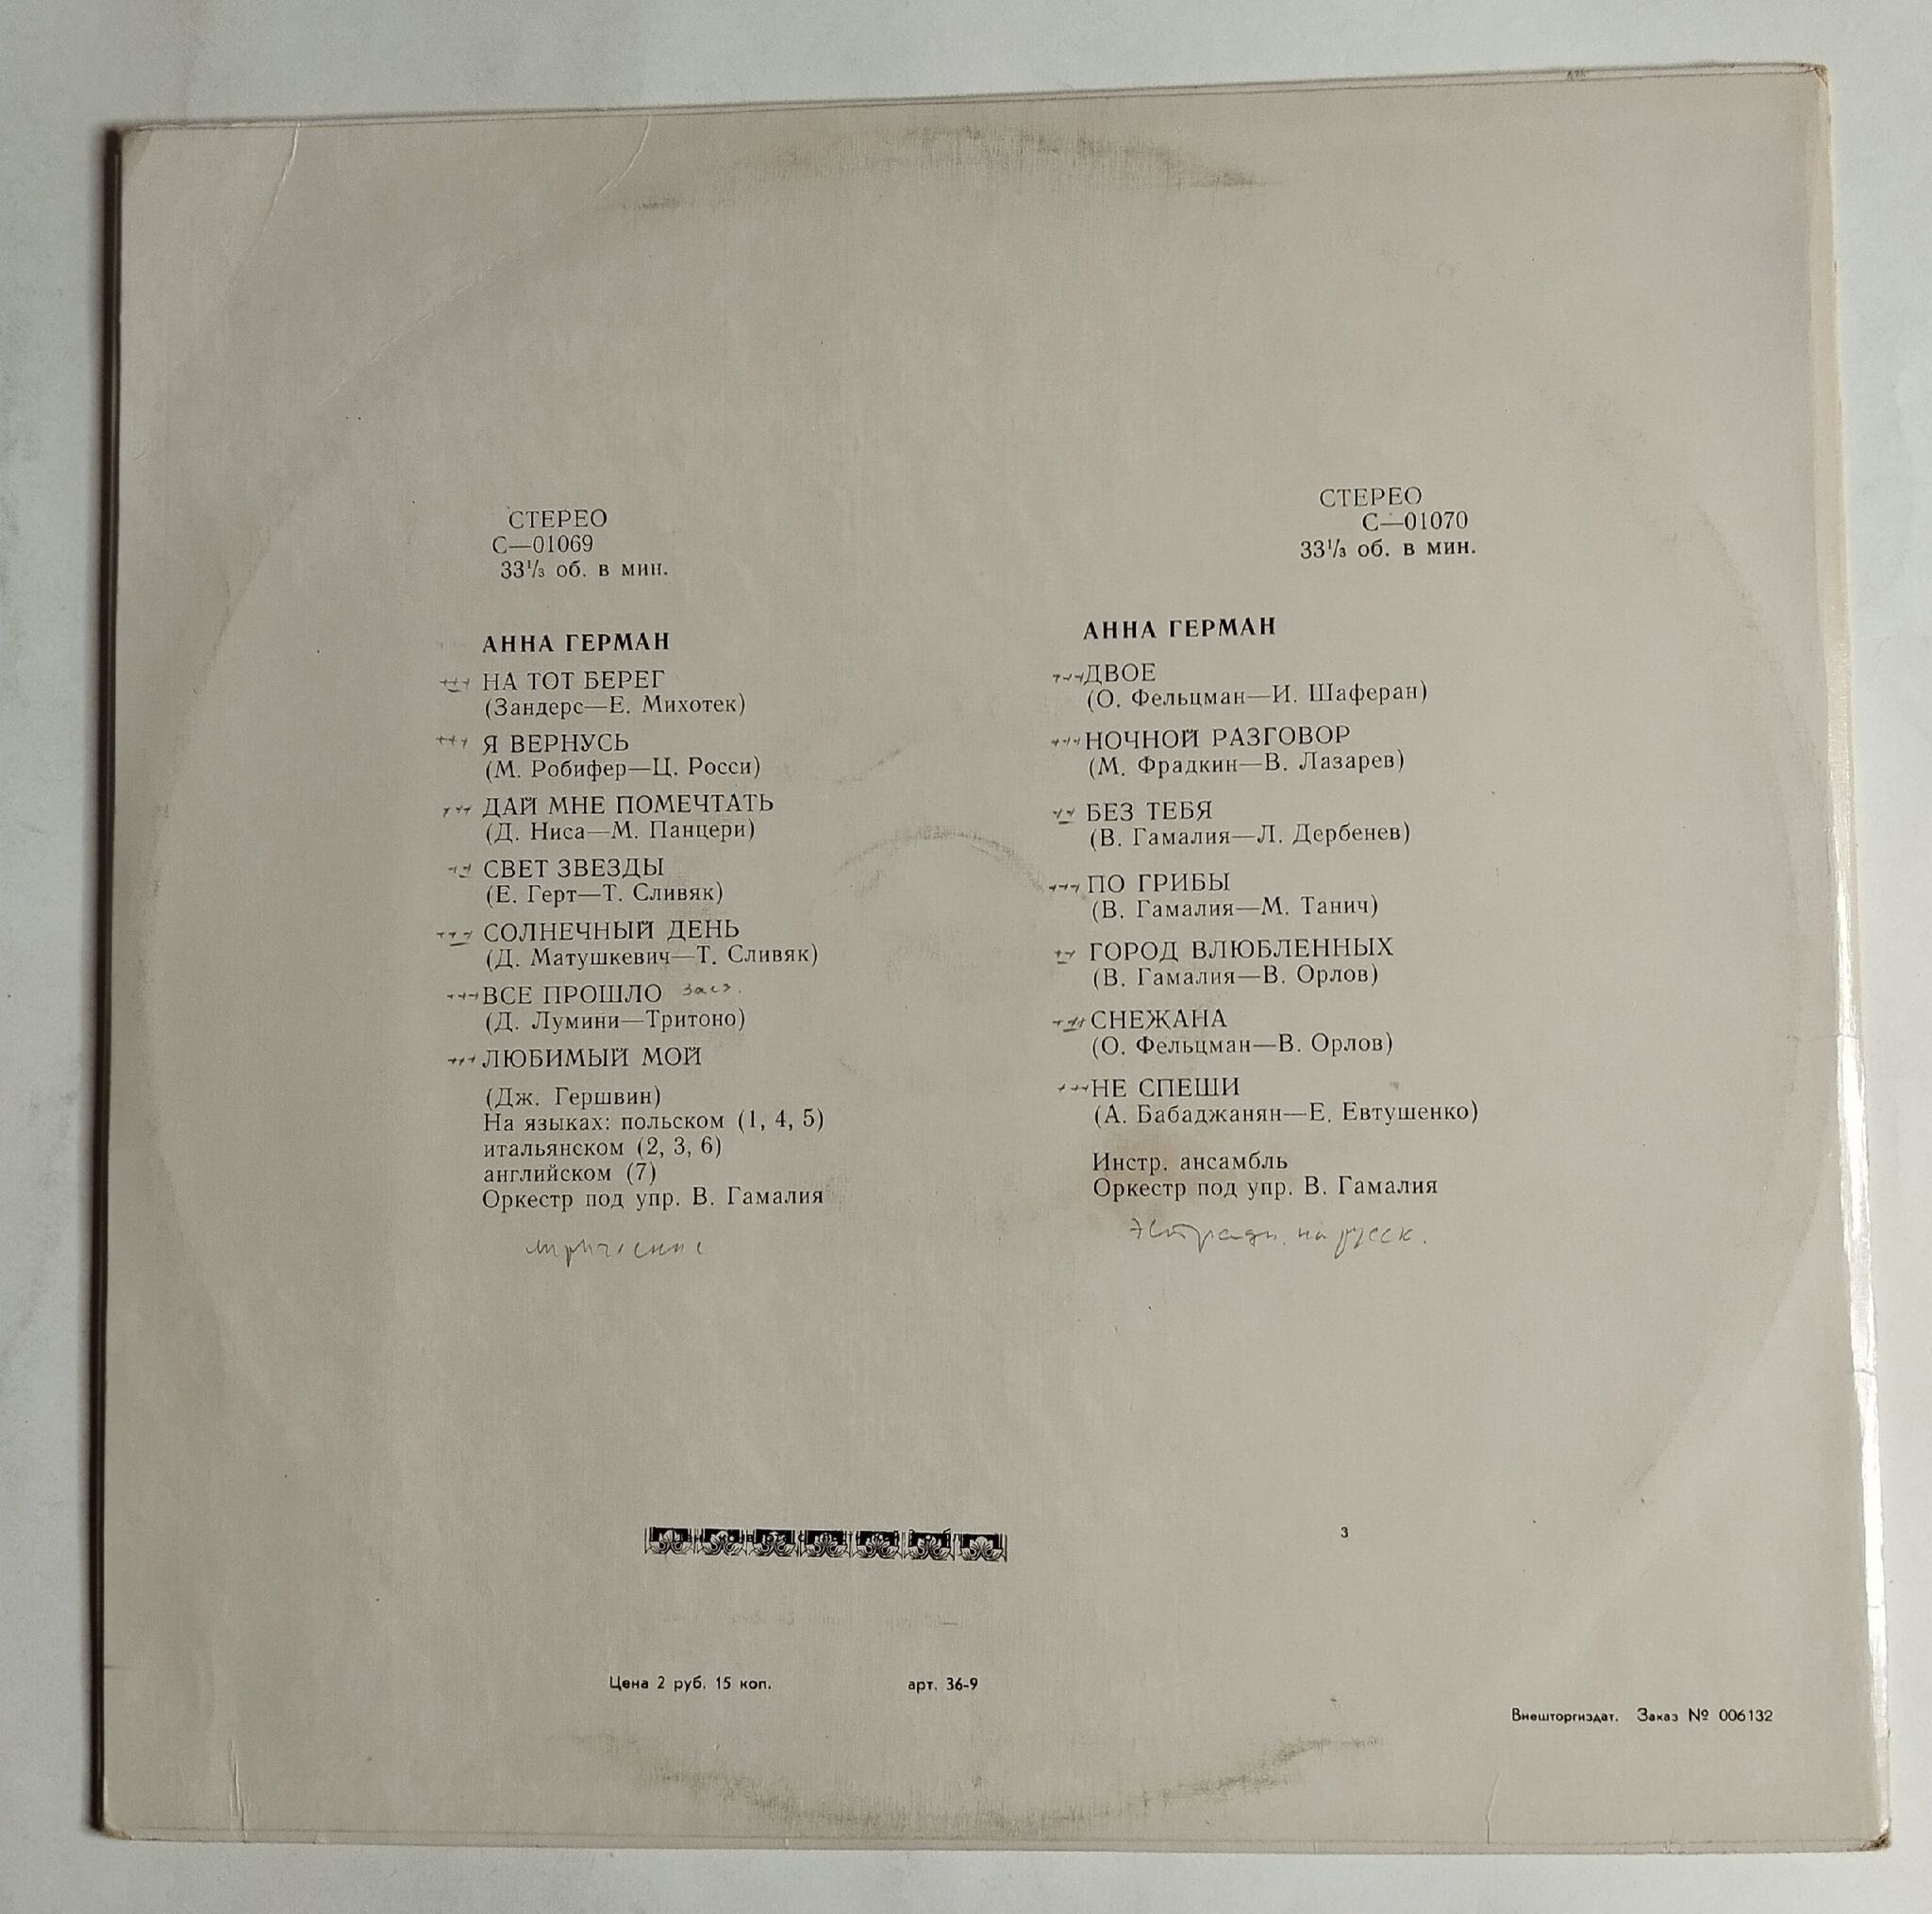 СТЕРЕО
С—01069
33⅓ об. в мин.
АННА ГЕРМАН
НА ТОТ БЕРЕГ
(Зандерс—Е. Михотек)
Я ВЕРНУСЬ
(М. Робифер—Ц. Росси)
ДАЙ МНЕ ПОМЕЧТАТЬ
(Д. Ниса—М. Панцери)
СВЕТ ЗВЕЗДЫ
(Е. Герт—Т. Сливяк)
СОЛНЕЧНЫЙ ДЕНЬ
(Д. Матушкевич—Т. Сливяк)
ВСЕ ПРОШЛО
(Д. Лумини—Тритоно)
ЛЮБИМЫЙ МОЙ
(Дж. Гершвин)
На языках: польском (1, 4, 5)
итальянском (2, 3, 6)
английском (7)
Оркестр под упр. В. Гамалия
СТЕРЕО
С—01070
33⅓ об. в мин.
АННА ГЕРМАН
ДВОЕ
(О. Фельцман—И. Шаферан)
НОЧНОЙ РАЗГОВОР
(М. Фрадкин—В. Лазарев)
БЕЗ ТЕБЯ
(В. Гамалия—Л. Дербенев)
ПО ГРИБЫ
(В. Гамалия—М. Танич)
ГОРОД ВЛЮБЛЕННЫХ
(В. Гамалия—В. Орлов)
СНЕЖАНА
(О. Фельцман—В. Орлов)
НЕ СПЕШИ
(А. Бабаджанян—Е. Евтушенко)
Инстр. ансамбль
Оркестр под упр. В. Гамалия
на русск.
3
Цена 2 руб. 15 коп. арт. 36-9
Внешторгиздат. Заказ № 006132